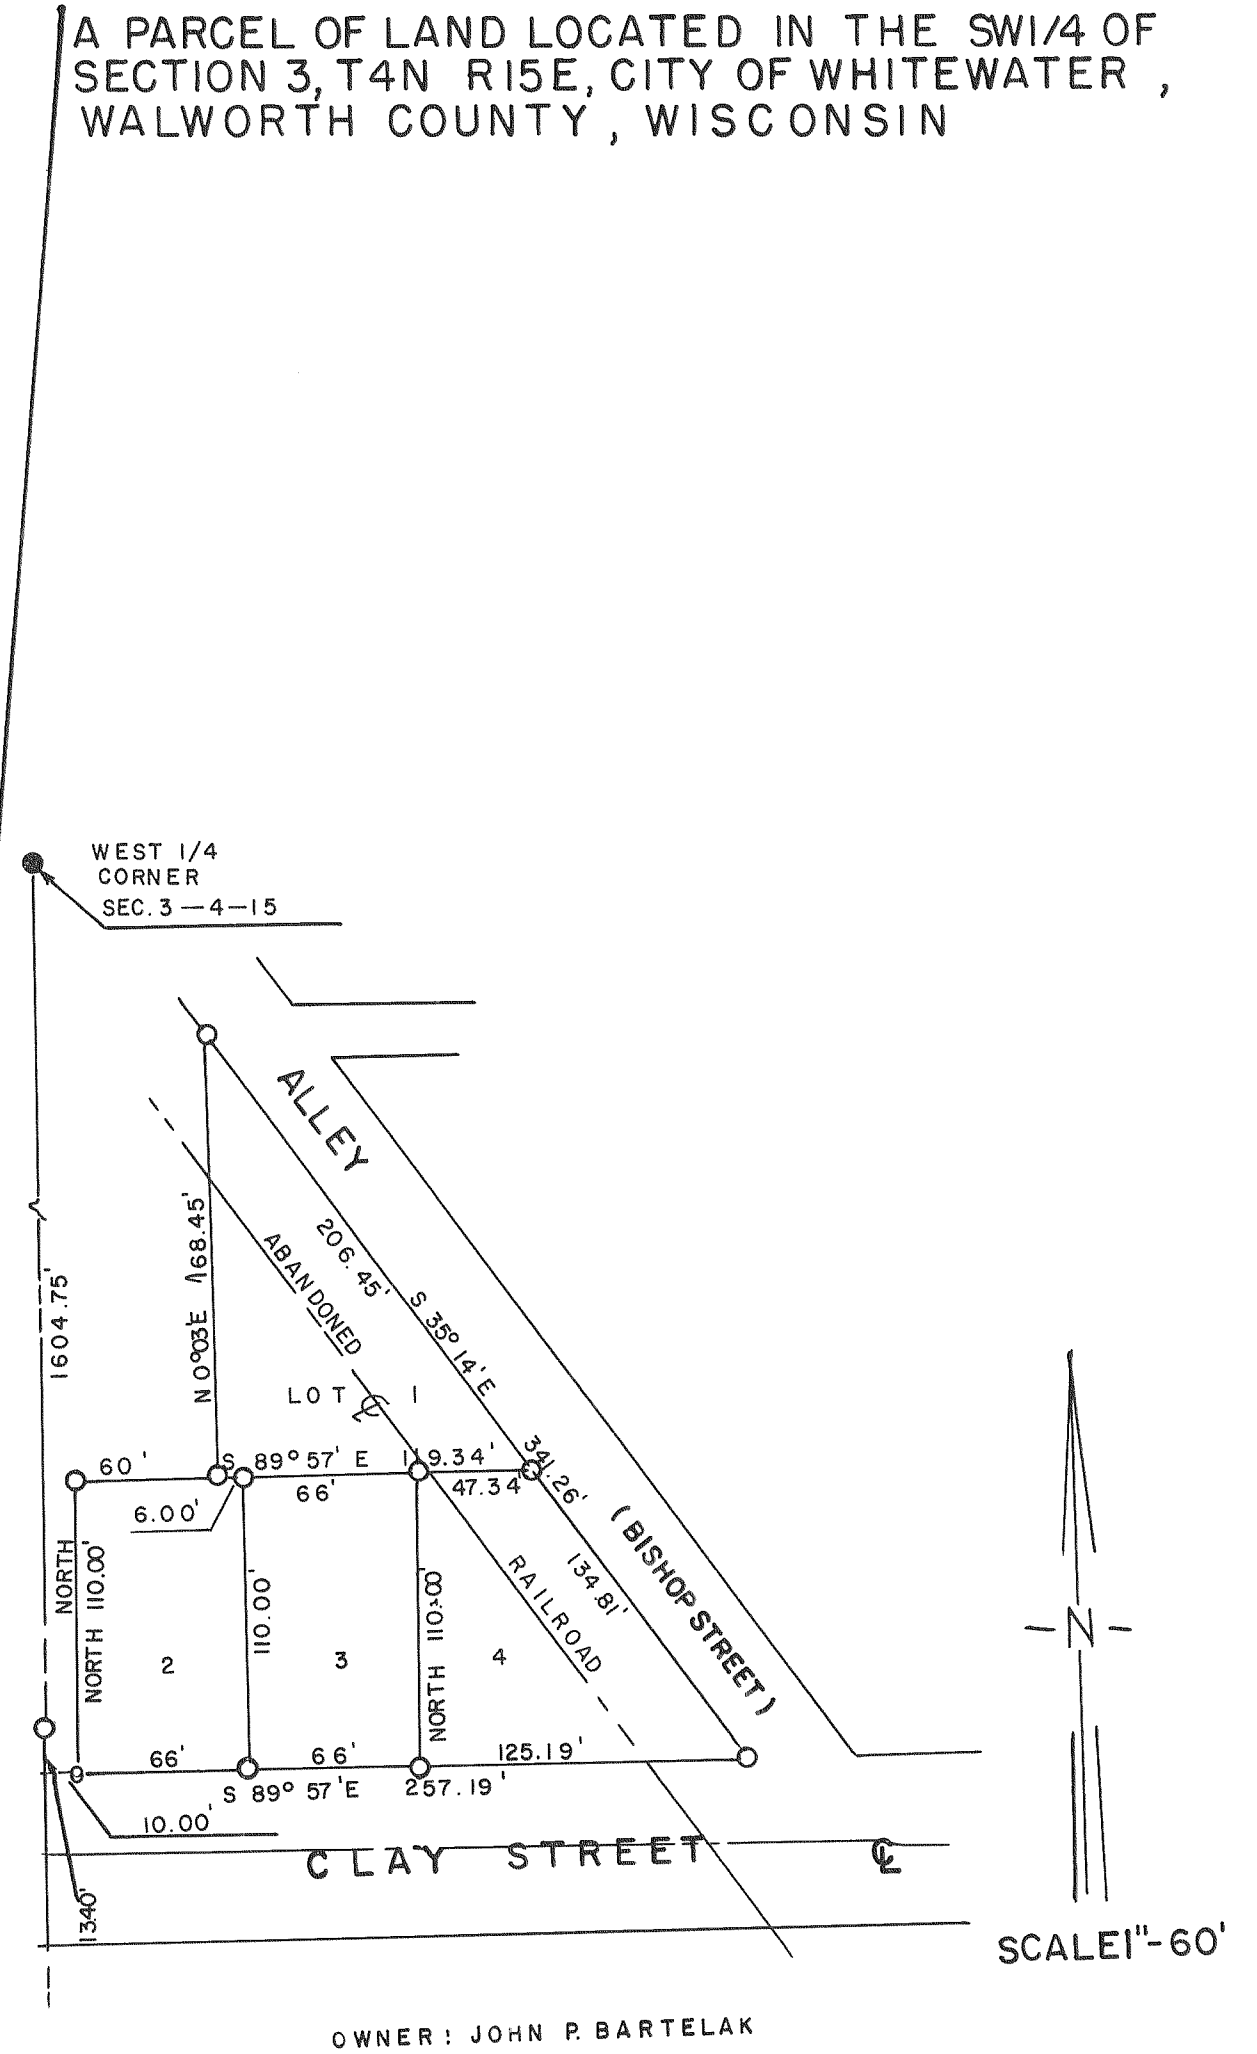 A PARCEL OF LAND LOCATED IN THE SW1/4 OF
SECTION 3, T4N R15E, CITY OF WHITEWATER ,
WALWORTH COUNTY , WISCONSIN
WEST 1/4
CORNER
SEC. 3 — 4 — 15
ALLEY
206.45'
ABANDONED
N 0°03'E 168.45'
1604.75'
S 35° 14' E
341.26'
LOT 1
60'
S 89° 57' E 119.34'
66'
47.34'
6.00'
(BISHOP STREET)
134.81'
RAILROAD
NORTH
NORTH 110.00'
110.00'
NORTH 110.00'
2
3
4
N
66'
66'
125.19'
S 89° 57' E 257.19'
10.00'
CLAY STREET
℄
13.40'
SCALE 1"-60'
OWNER: JOHN P. BARTELAK